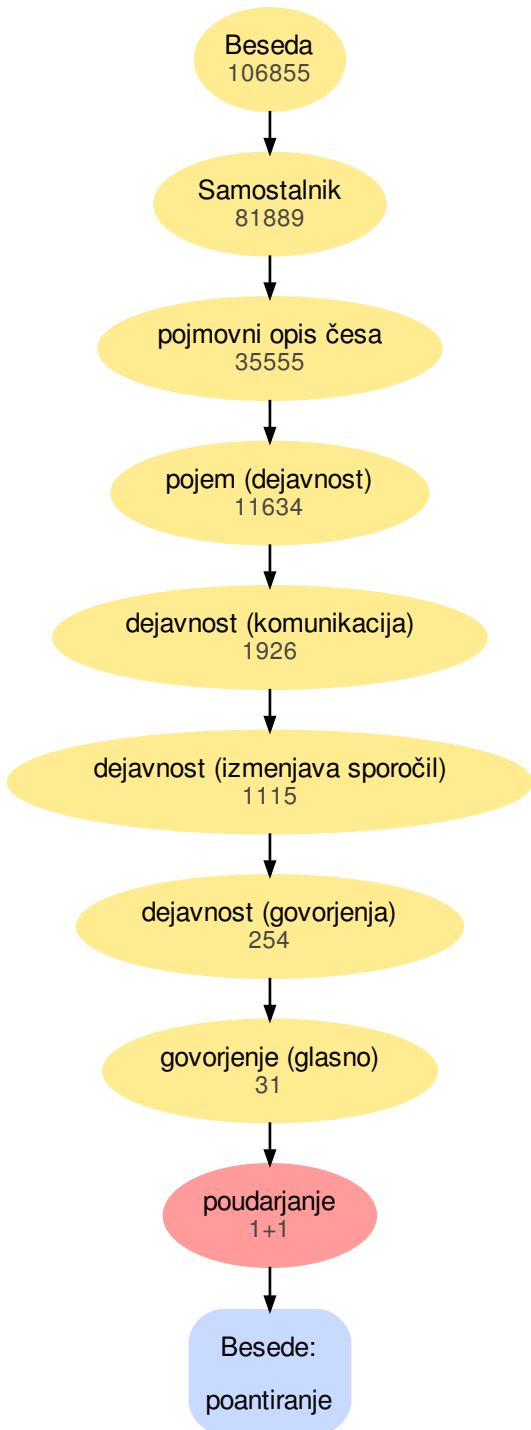 Beseda
106855
Samostalnik
81889
pojmovni opis česa
35555
pojem (dejavnost)
11634
dejavnost (komunikacija)
1926
dejavnost (izmenjava sporočil)
1115
dejavnost (govorjenja)
254
govorjenje (glasno)
31
poudarjanje
1+1
Besede:
poantiranje